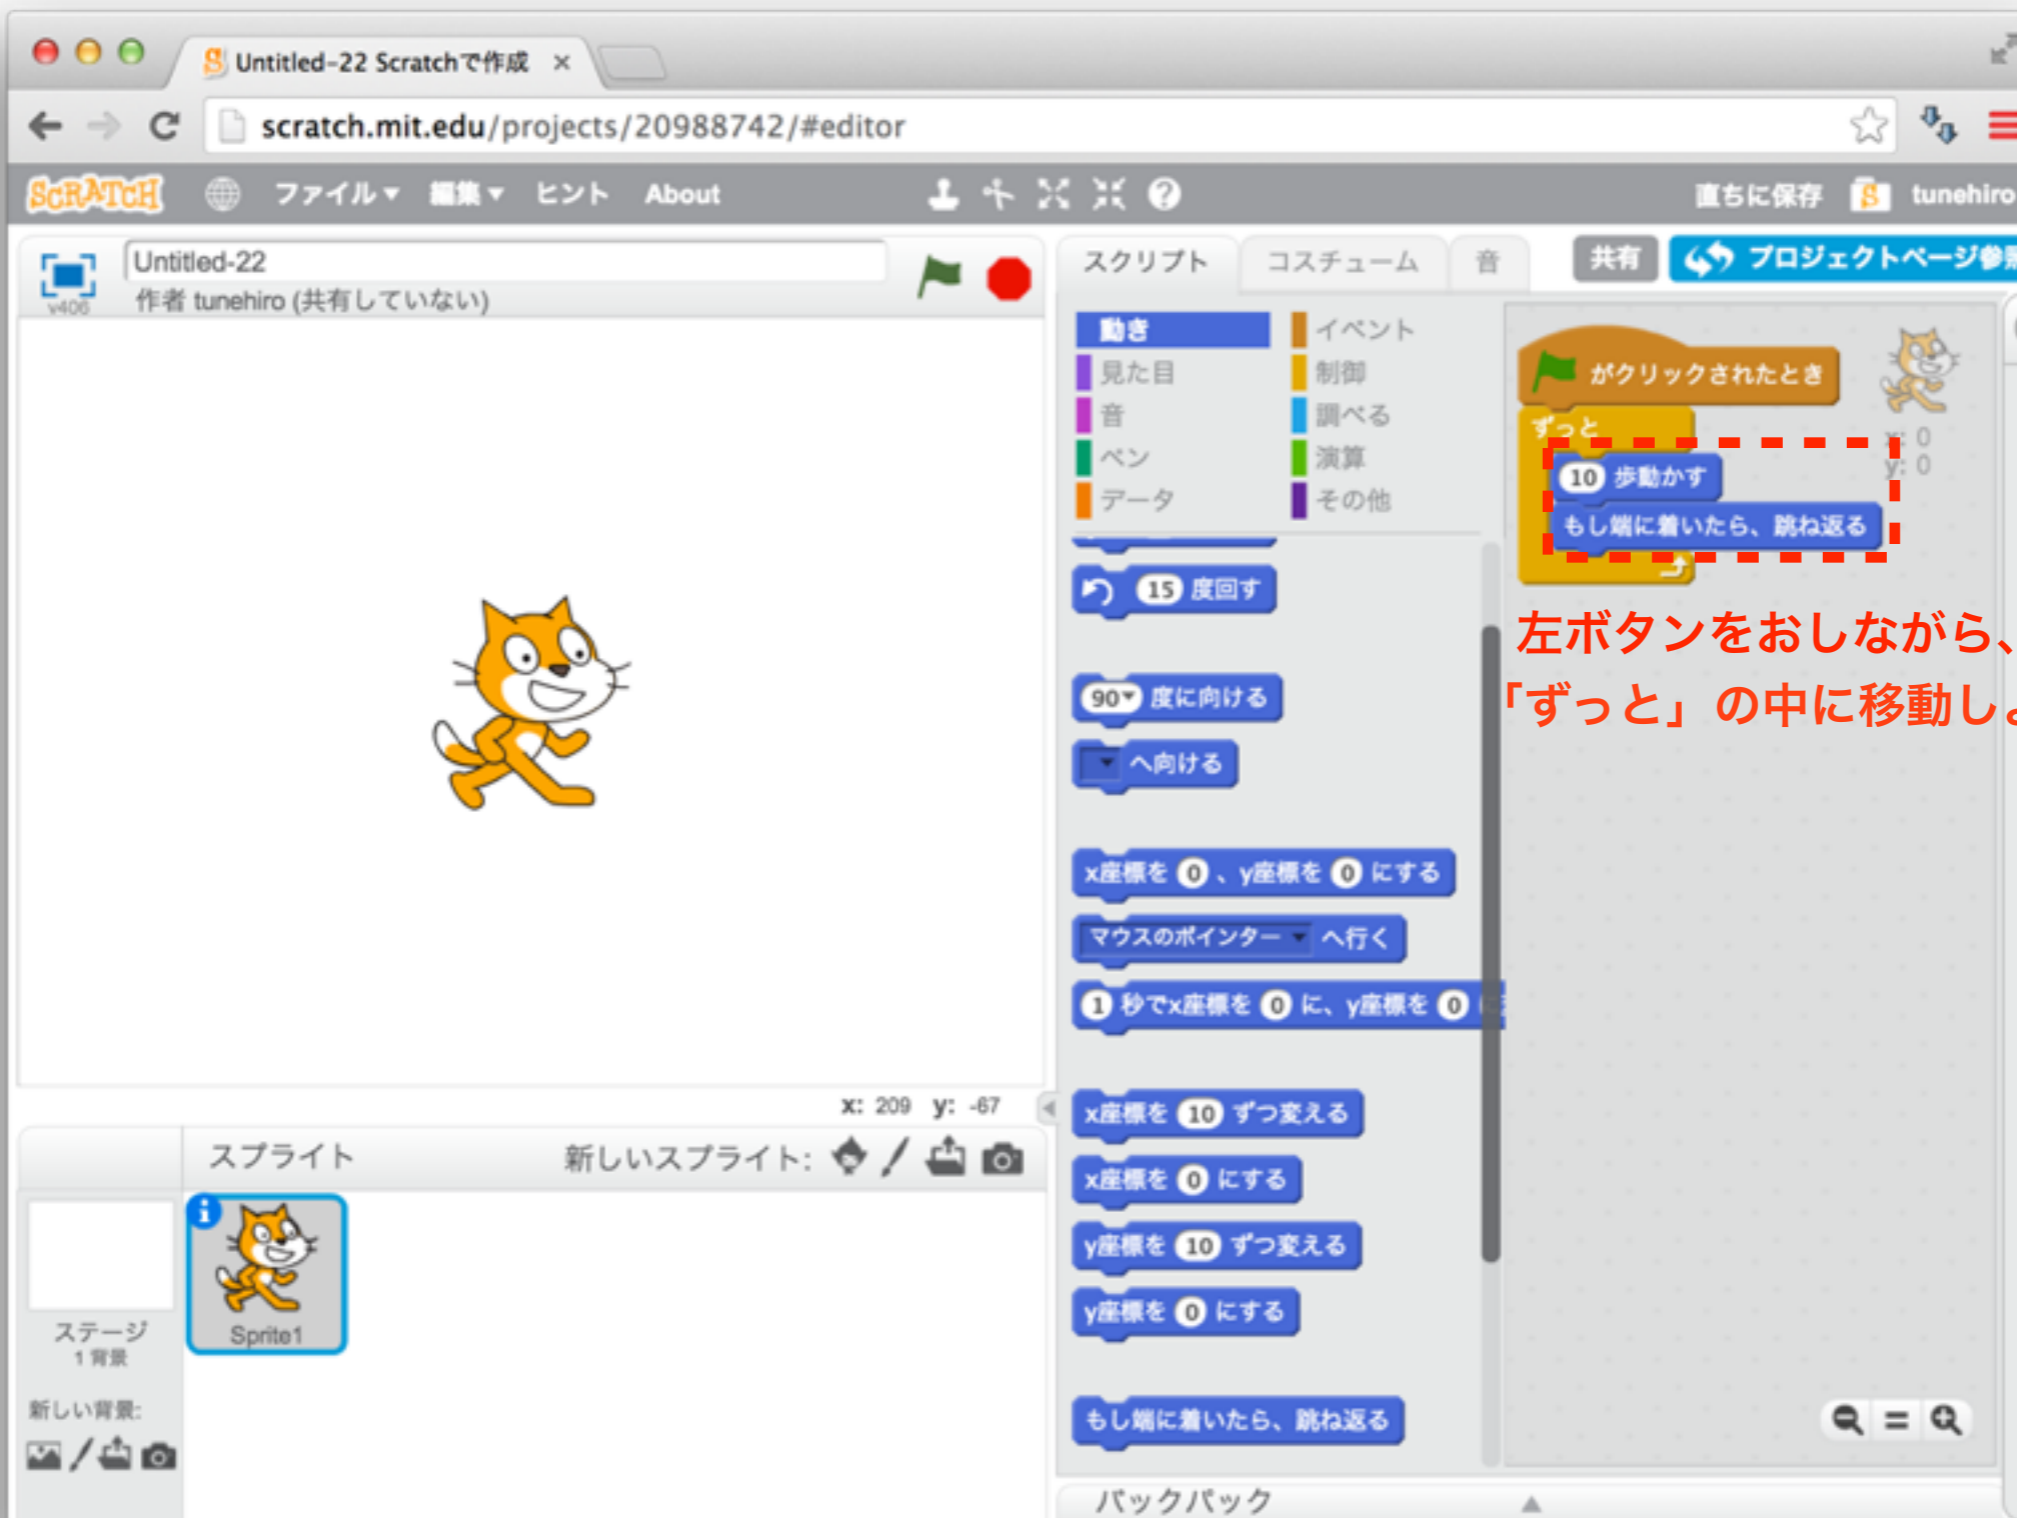 Untitled-22 Scratchで作成
scratch.mit.edu/projects/20988742/#editor
SCRATCH ファイル 編集 ヒント About 直ちに保存 tunehiro
Untitled-22
作者 tunehiro (共有していない)
v406
スクリプト コスチューム 音 共有 プロジェクトページ参照
動き イベント
見た目 制御
音 調べる
ペン 演算
データ その他
がクリックされたとき
ずっと
10 歩動かす
もし端に着いたら、跳ね返る
x: 0
y: 0
左ボタンをおしながら、
「ずっと」の中に移動し
15 度回す
90 度に向ける
へ向ける
x座標を 0 、y座標を 0 にする
マウスのポインター へ行く
1 秒でx座標を 0 に、y座標を 0 に
x座標を 10 ずつ変える
x座標を 0 にする
y座標を 10 ずつ変える
y座標を 0 にする
もし端に着いたら、跳ね返る
x: 209 y: -67
スプライト 新しいスプライト:
Sprite1
ステージ
1 背景
新しい背景:
バックパック